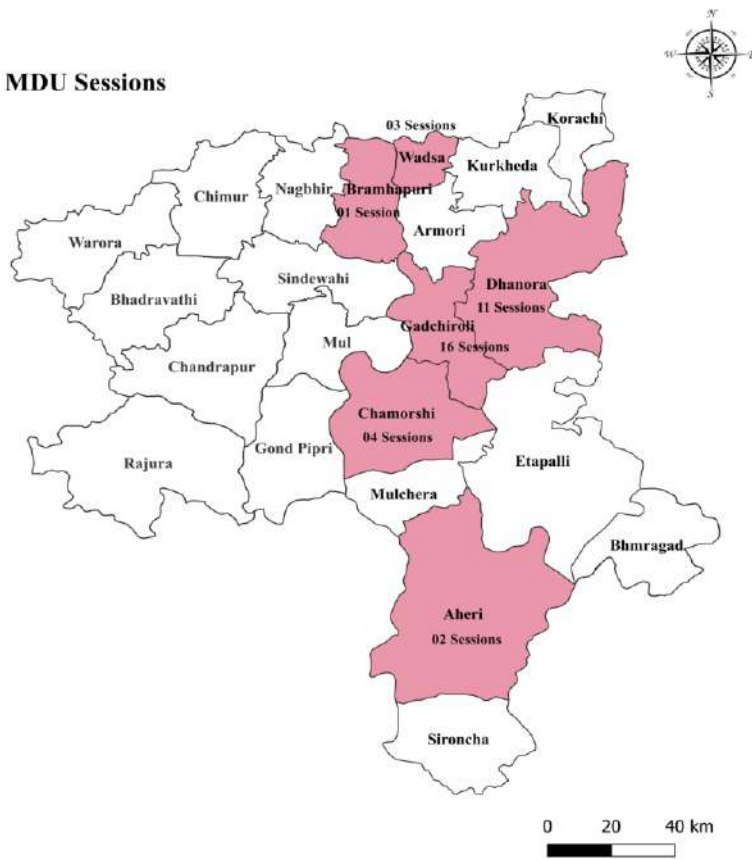 N
W
S
MDU Sessions
03 Sessions
Korachi
Wadsa
Kurkheda
Chimur
Nagbhir
Bramhapuri
01 Session
Armori
Warora
Sindewahi
Dhanora
Bhadravathi
11 Sessions
Gadchiroli
Mul
16 Sessions
Chandrapur
Chamorshi
04 Sessions
Gond Pipri
Rajura
Etapalli
Mulchera
Bhmragad
Aheri
02 Sessions
Sironcha
0 20 40 km